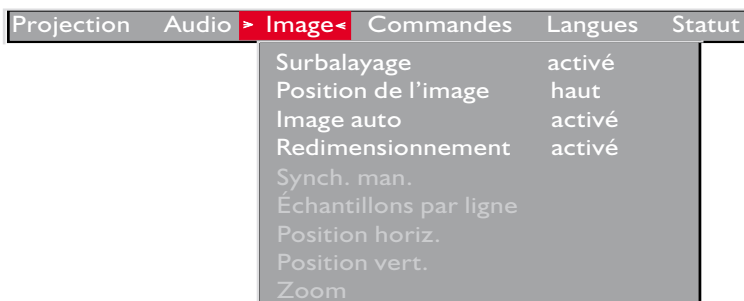 Projection Audio > Image < Commandes Langues Statut
Surbalayage activé
Position de l'image haut
Image auto activé
Redimensionnement activé
Synch. man.
Échantillons par ligne
Position horiz.
Position vert.
Zoom